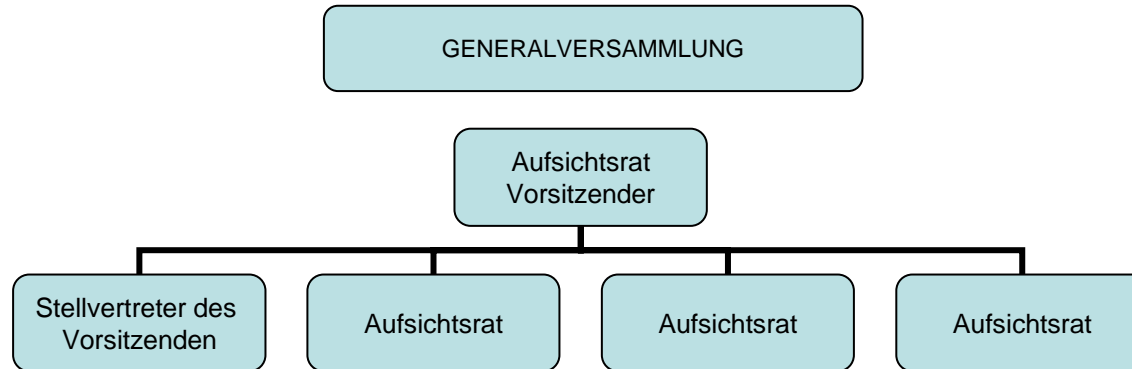 GENERALVERSAMMLUNG
Aufsichtsrat
Vorsitzender
Stellvertreter des
Vorsitzenden
Aufsichtsrat
Aufsichtsrat
Aufsichtsrat